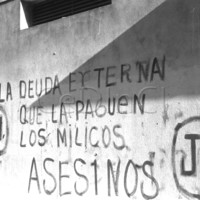 LA DEUDA EXTERNA
QUE LA PAGUEN
LOS MILICOS
ASESINOS
J